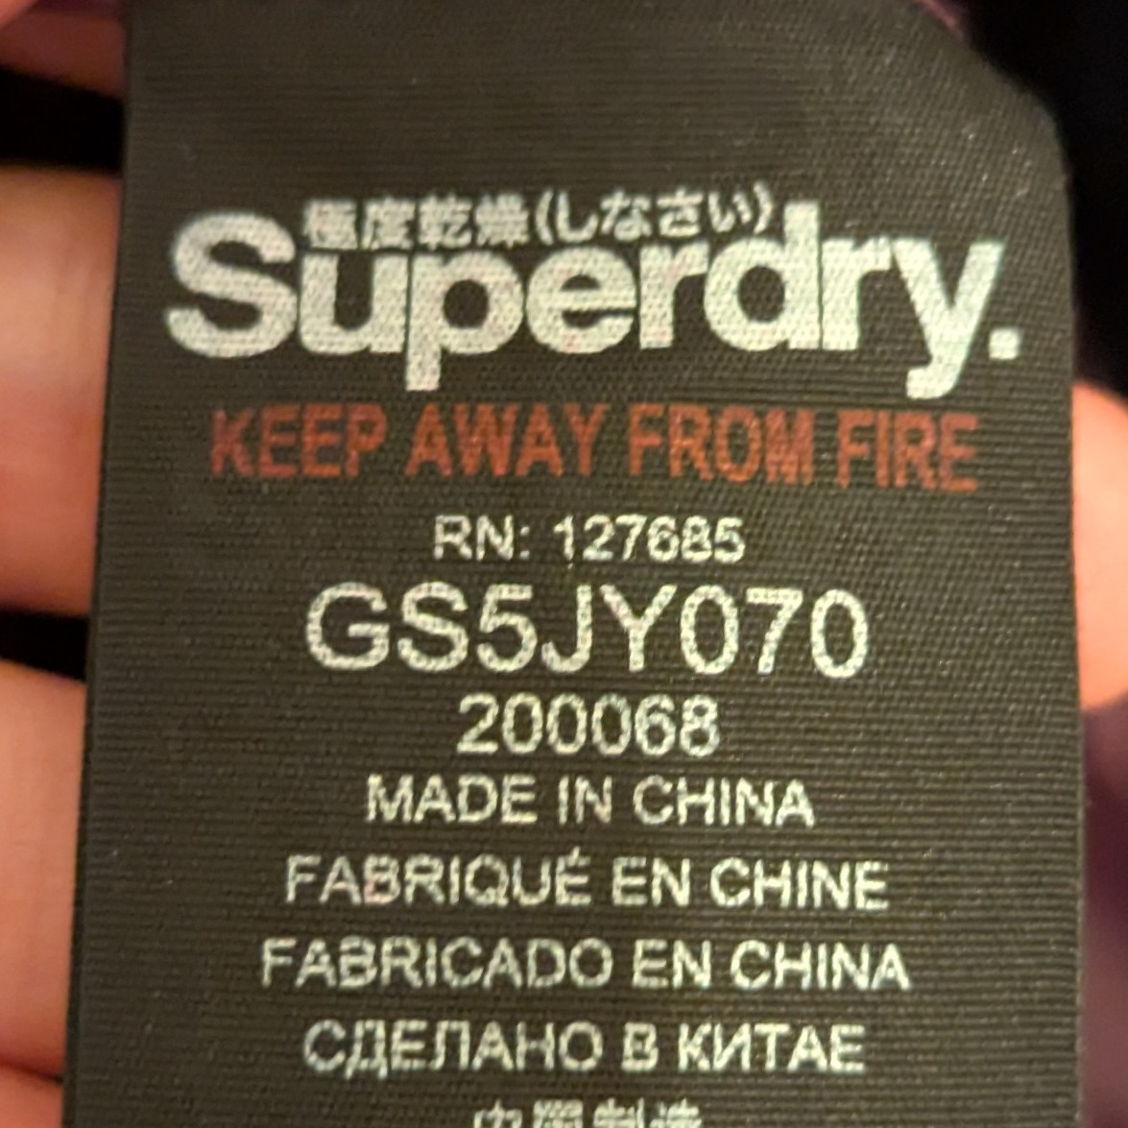 極度乾燥(しなさい)
Superdry.
KEEP AWAY FROM FIRE
RN: 127685
GS5JY070
200068
MADE IN CHINA
FABRIQUÉ EN CHINE
FABRICADO EN CHINA
СДЕЛАНО В КИТАЕ